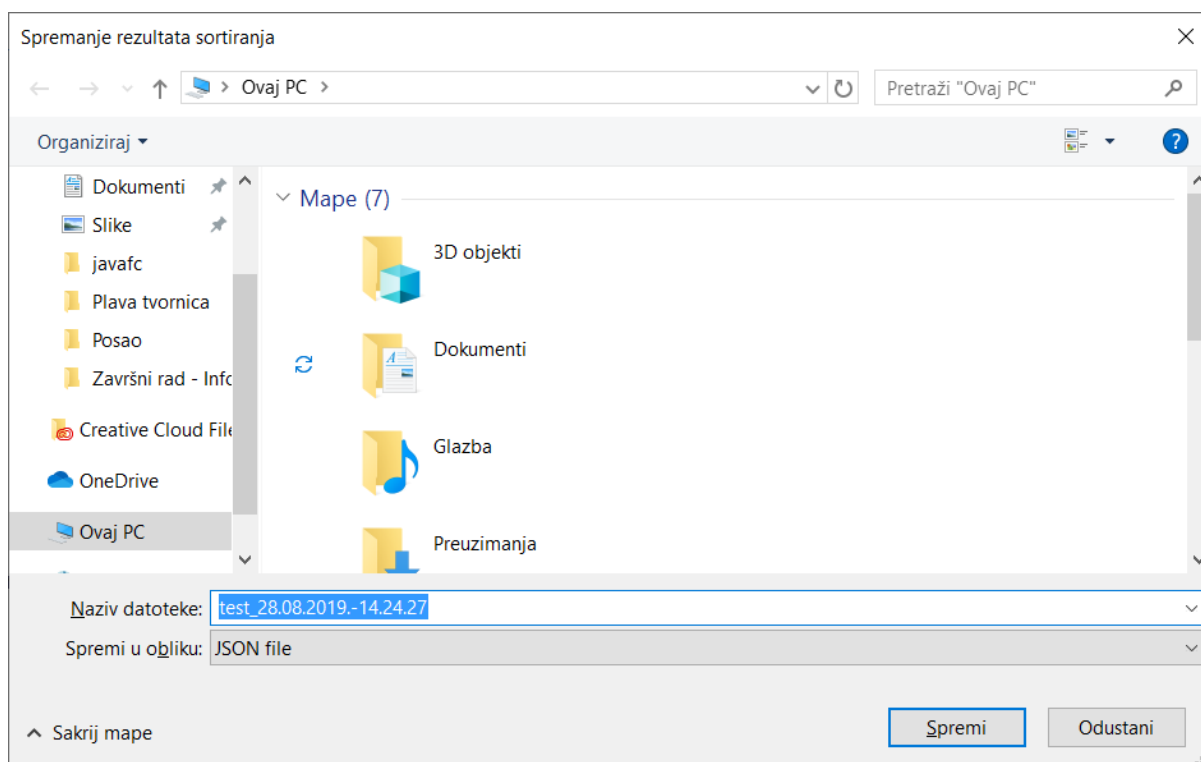 Spremanje rezultata sortiranja
Ovaj PC
Pretraži "Ovaj PC"
Organiziraj
?
Dokumenti
Slike
javafc
Plava tvornica
Posao
Završni rad - Info
Creative Cloud File
OneDrive
Ovaj PC
Mape (7)
3D objekti
Dokumenti
Glazba
Preuzimanja
Naziv datoteke: test_28.08.2019.-14.24.27
Spremi u obliku: JSON file
Sakrij mape
Spremi
Odustani